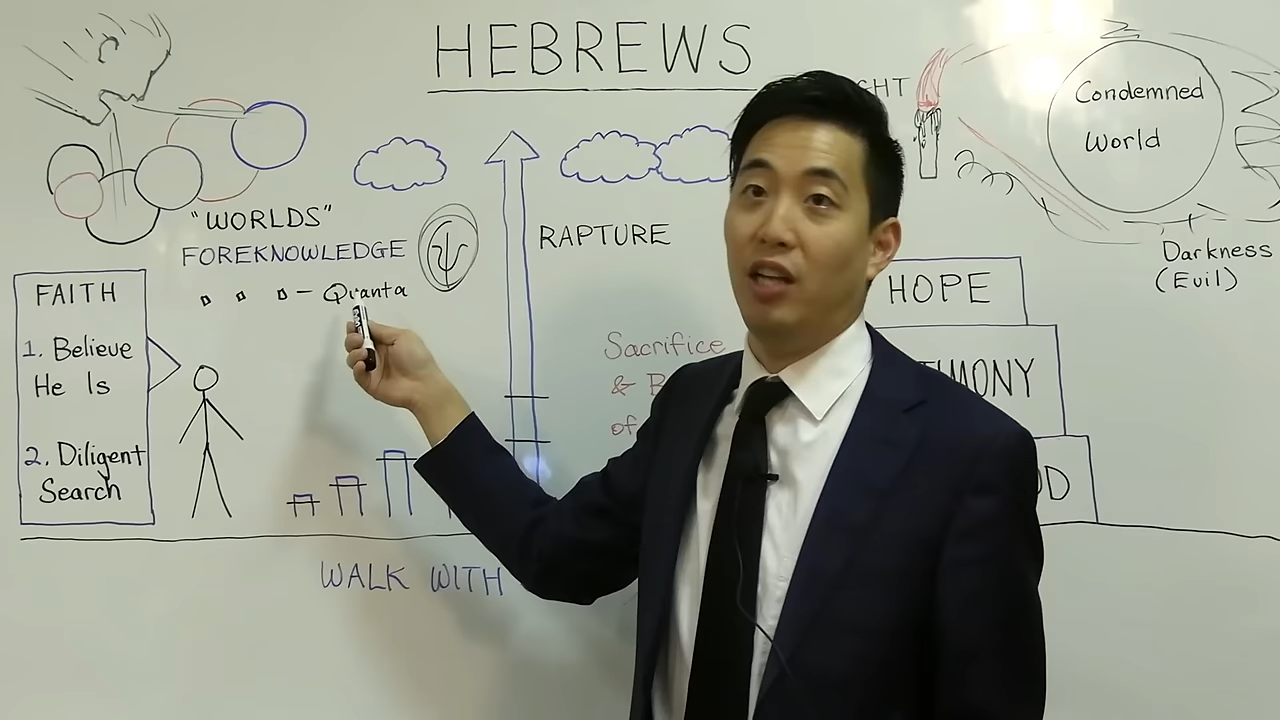 HEBREWS
Condemned
World
Darkness
(Evil)
"WORLDS"
FOREKNOWLEDGE
Quanta
RAPTURE
FAITH
1. Believe
He Is
2. Diligent
Search
Sacrifice
&
of
HOPE
WALK WITH